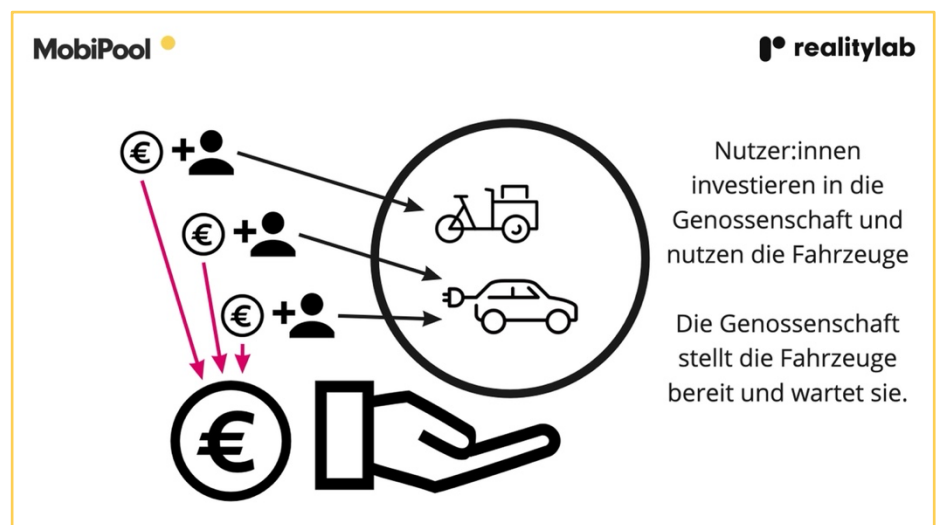 MobiPool
realitylab
€
+
€
+
€
+
€
Nutzer:innen
investieren in die
Genossenschaft und
nutzen die Fahrzeuge
Die Genossenschaft
stellt die Fahrzeuge
bereit und wartet sie.